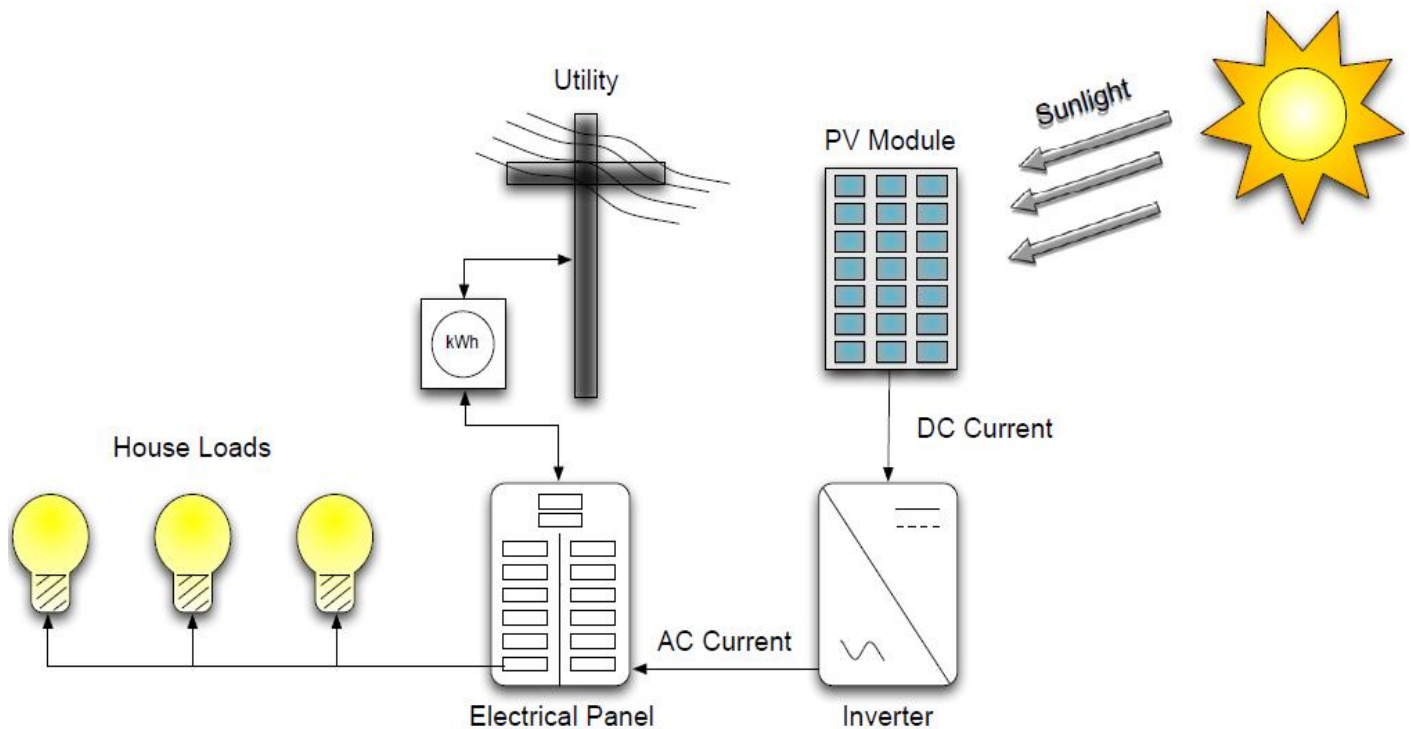 Utility
Sunlight
PV Module
kWh
DC Current
House Loads
AC Current
Electrical Panel
Inverter